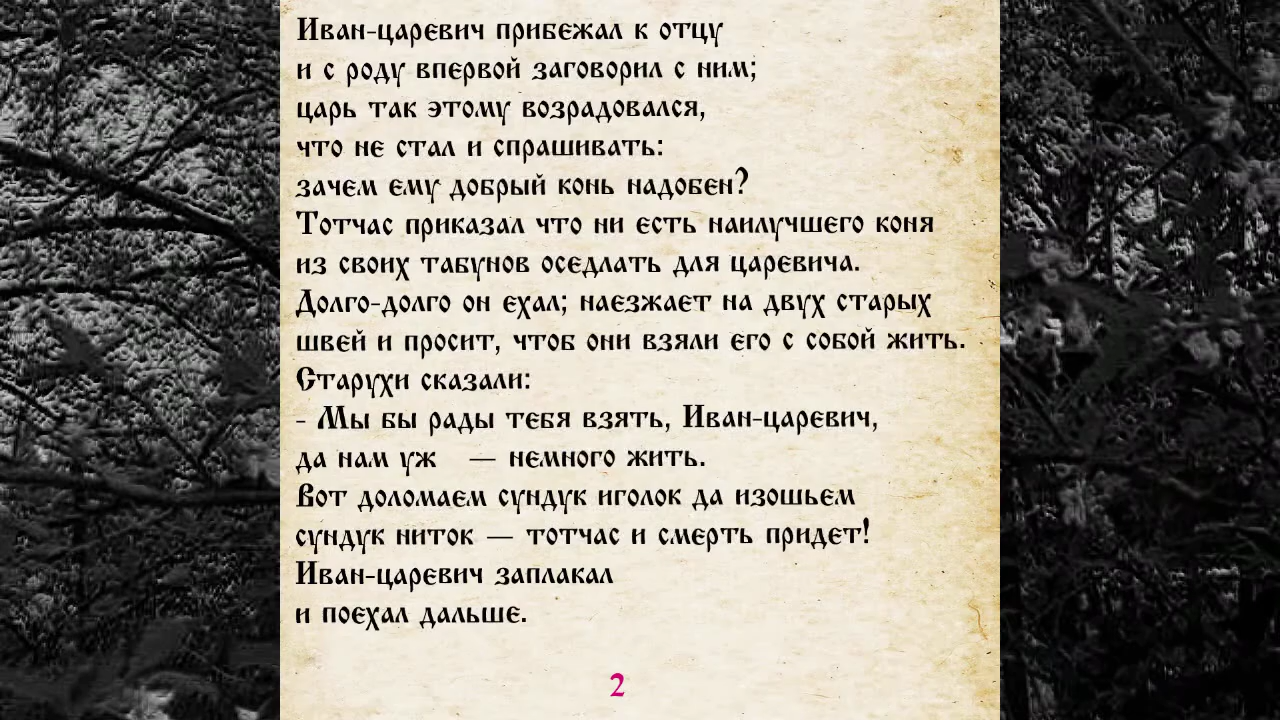 Иван-царевич прибежал к отцу
и с роду впервой заговорил с ним;
царь так этому возрадовался,
что не стал и спрашивать:
зачем ему добрый конь надобен?
Тотчас приказал что ни есть наилучшего коня
из своих табунов оседлать для царевича.
Долго-долго он ехал; наезжает на двух старых
швей и просит, чтоб они взяли его с собой жить.
Старухи сказали:
- Мы бы рады тебя взять, Иван-царевич,
да нам уж — немного жить.
Вот доломаем сундук иголок да изошьем
сундук ниток — тотчас и смерть придет!
Иван-царевич заплакал
и поехал дальше.
2